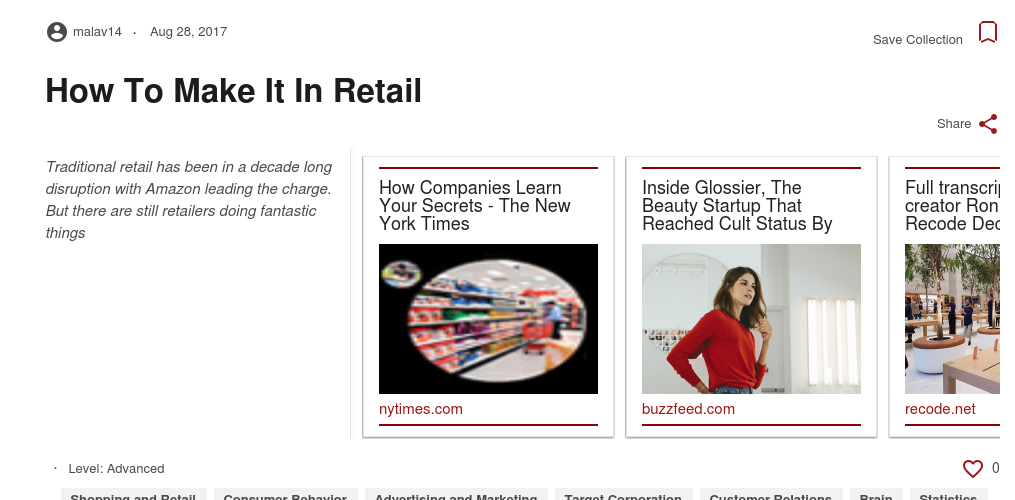 malav14 · Aug 28, 2017
Save Collection
How To Make It In Retail
Share
Traditional retail has been in a decade long
disruption with Amazon leading the charge.
But there are still retailers doing fantastic
things
How Companies Learn
Your Secrets - The New
York Times
nytimes.com
Inside Glossier, The
Beauty Startup That
Reached Cult Status By
buzzfeed.com
Full transcrip
creator Ron
Recode Dec
recode.net
· Level: Advanced
0
Shopping and Retail Consumer Behavior Advertising and Marketing Target Corporation Customer Relations Brain Statistics